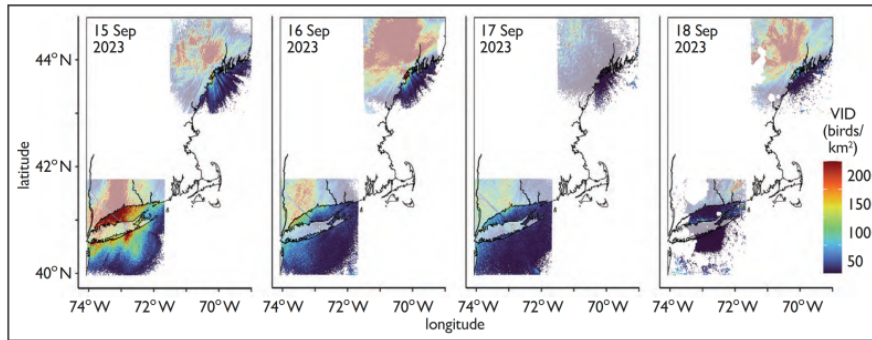 15 Sep
2023
16 Sep
2023
17 Sep
2023
18 Sep
2023
44°N
42°N
40°N
latitude
74°W 72°W 70°W
74°W 72°W 70°W
74°W 72°W 70°W
74°W 72°W 70°W
longitude
VID
(birds/
km²)
200
150
100
50